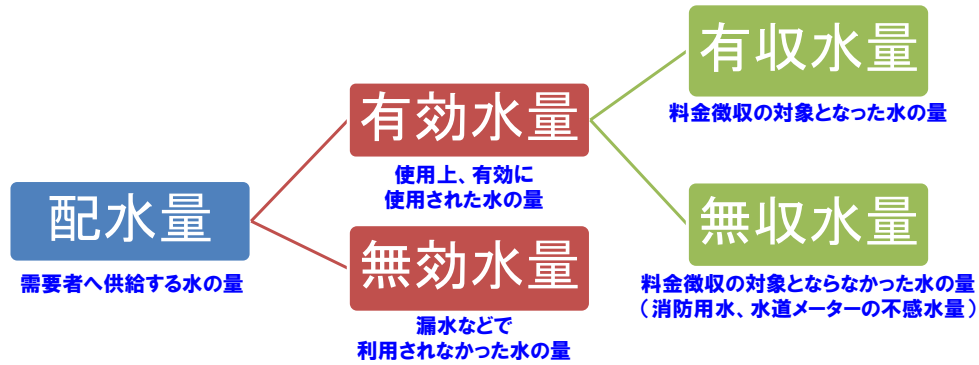 配水量
需要者へ供給する水の量
有効水量
使用上、有効に
使用された水の量
無効水量
漏水などで
利用されなかった水の量
有収水量
料金徴収の対象となった水の量
無収水量
料金徴収の対象とならなかった水の量
（消防用水、水道メーターの不感水量）